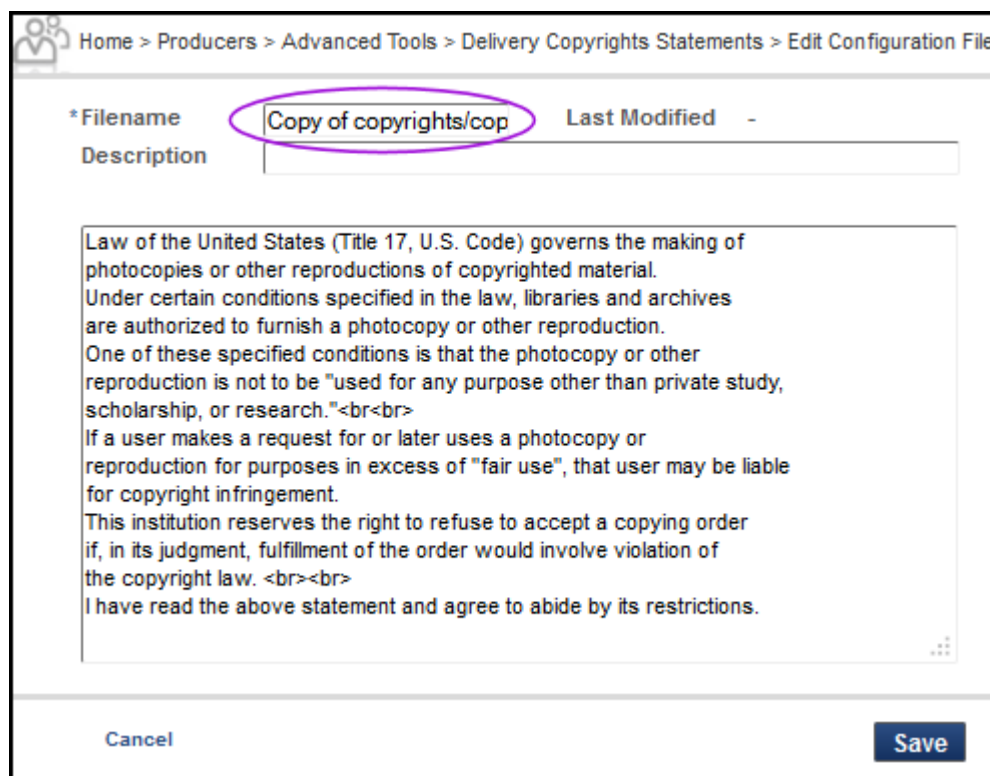 Home > Producers > Advanced Tools > Delivery Copyrights Statements > Edit Configuration File
*Filename Copy of copyrights/cop Last Modified -
Description
Law of the United States (Title 17, U.S. Code) governs the making of
photocopies or other reproductions of copyrighted material.
Under certain conditions specified in the law, libraries and archives
are authorized to furnish a photocopy or other reproduction.
One of these specified conditions is that the photocopy or other
reproduction is not to be "used for any purpose other than private study,
scholarship, or research."<br<br>
If a user makes a request for or later uses a photocopy or
reproduction for purposes in excess of "fair use", that user may be liable
for copyright infringement.
This institution reserves the right to refuse to accept a copying order
if, in its judgment, fulfillment of the order would involve violation of
the copyright law. <br><br>
I have read the above statement and agree to abide by its restrictions.
Cancel Save